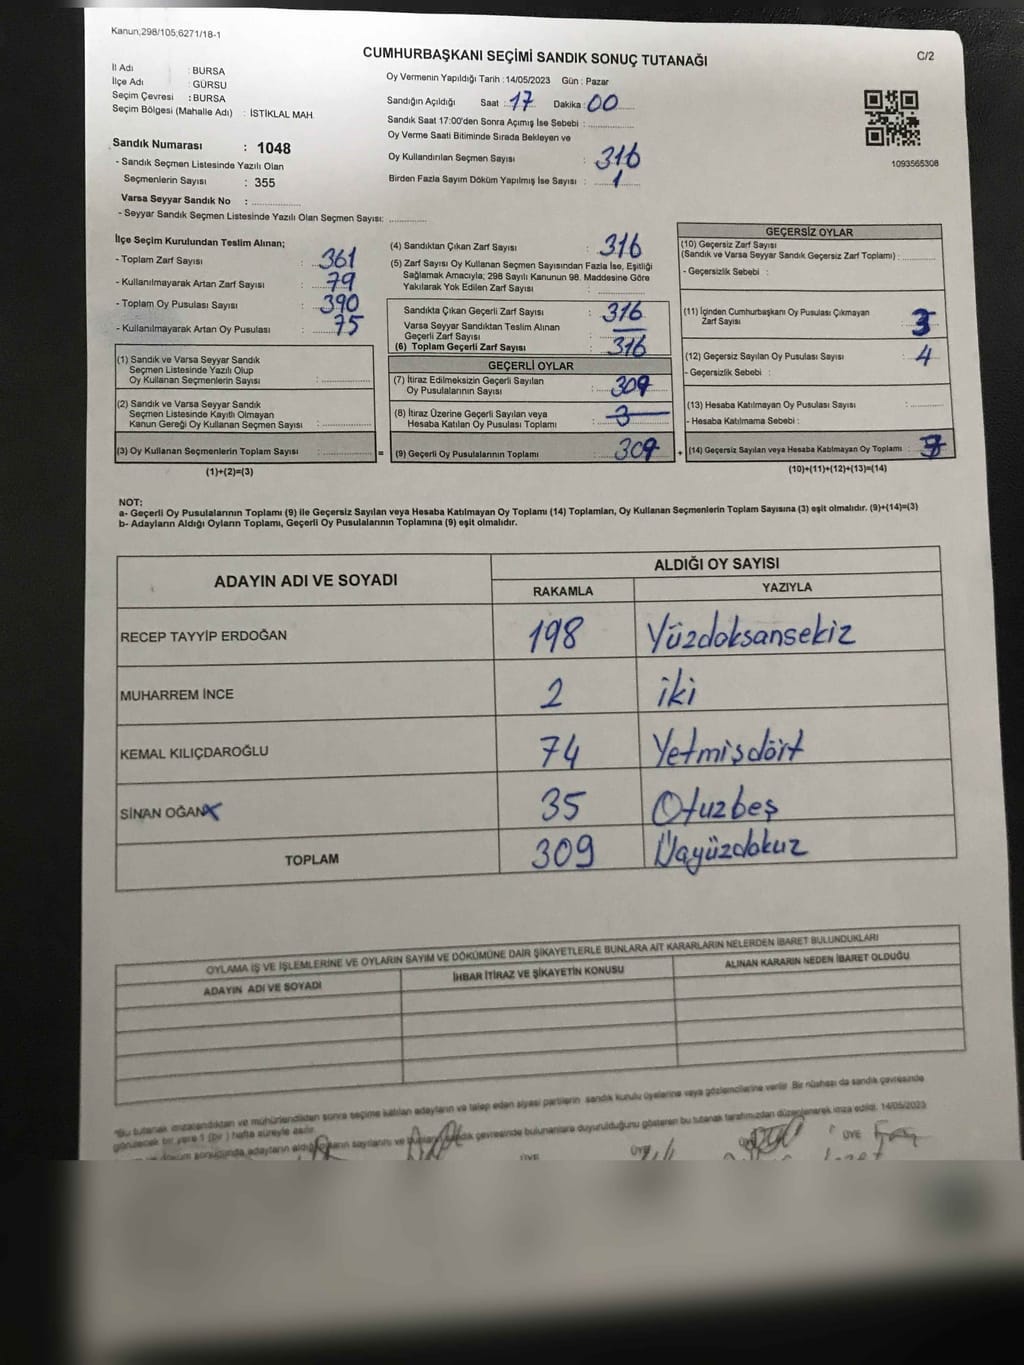 Kanun;298/105;6271/18-1
CUMHURBAŞKANI SEÇİMİ SANDIK SONUÇ TUTANAĞI
C/2
İl Adı : BURSA
İlçe Adı : GÜRSU
Seçim Çevresi : BURSA
Seçim Bölgesi (Mahalle Adı) : İSTİKLAL MAH.
Sandık Numarası : 1048
- Sandık Seçmen Listesinde Yazılı Olan
Seçmenlerin Sayısı : 355
Varsa Seyyar Sandık No : ..............
- Seyyar Sandık Seçmen Listesinde Yazılı Olan Seçmen Sayısı: ............
Oy Vermenin Yapıldığı Tarih : 14/05/2023 Gün : Pazar
Sandığın Açıldığı Saat : 17 Dakika : 00
Sandık Saat 17:00'den Sonra Açımış İse Sebebi : ..............
Oy Verme Saati Bitiminde Sırada Bekleyen ve
Oy Kullandırılan Seçmen Sayısı : 316
Birden Fazla Sayım Döküm Yapılmış İse Sayısı : 1
1093565308
İlçe Seçim Kurulundan Teslim Alınan;
- Toplam Zarf Sayısı : 361
- Kullanılmayarak Artan Zarf Sayısı : 79
- Toplam Oy Pusulası Sayısı : 390
- Kullanılmayarak Artan Oy Pusulası : 75
(1) Sandık ve Varsa Seyyar Sandık
Seçmen Listesinde Yazılı Olup
Oy Kullanan Seçmenlerin Sayısı : ..............
(2) Sandık ve Varsa Seyyar Sandık
Seçmen Listesinde Kayıtlı Olmayan
Kanun Gereği Oy Kullanan Seçmen Sayısı : ..............
(3) Oy Kullanan Seçmenlerin Toplam Sayısı : ..............
(1)+(2)=(3)
(4) Sandıktan Çıkan Zarf Sayısı : 316
(5) Zarf Sayısı Oy Kullanan Seçmen Sayısından Fazla İse, Eşitliği
Sağlamak Amacıyla; 298 Sayılı Kanunun 98. Maddesine Göre
Yakılarak Yok Edilen Zarf Sayısı : ..............
Sandıkta Çıkan Geçerli Zarf Sayısı : 316
Varsa Seyyar Sandıktan Teslim Alınan
Geçerli Zarf Sayısı :
(6) Toplam Geçerli Zarf Sayısı : 316
GEÇERLİ OYLAR
(7) İtiraz Edilmeksizin Geçerli Sayılan
Oy Pusulalarının Sayısı : 309
(8) İtiraz Üzerine Geçerli Sayılan veya
Hesaba Katılan Oy Pusulası Toplamı : 3
= (9) Geçerli Oy Pusulalarının Toplamı : 309
GEÇERSİZ OYLAR
(10) Geçersiz Zarf Sayısı
(Sandık ve Varsa Seyyar Sandık Geçersiz Zarf Toplamı) : ..............
- Geçersizlik Sebebi :
(11) İçinden Cumhurbaşkanı Oy Pusulası Çıkmayan
Zarf Sayısı : 3
(12) Geçersiz Sayılan Oy Pusulası Sayısı : 4
- Geçersizlik Sebebi :
(13) Hesaba Katılmayan Oy Pusulası Sayısı : ..............
- Hesaba Katılmama Sebebi :
+ (14) Geçersiz Sayılan veya Hesaba Katılmayan Oy Toplamı : 7
(10)+(11)+(12)+(13)=(14)
NOT:
a- Geçerli Oy Pusulalarının Toplamı (9) ile Geçersiz Sayılan veya Hesaba Katılmayan Oy Toplamı (14) Toplamları, Oy Kullanan Seçmenlerin Toplam Sayısına (3) eşit olmalıdır. (9)+(14)=(3)
b- Adayların Aldığı Oyların Toplamı, Geçerli Oy Pusulalarının Toplamına (9) eşit olmalıdır.
ADAYIN ADI VE SOYADI
ALDIĞI OY SAYISI
RAKAMLA YAZIYLA
RECEP TAYYİP ERDOĞAN 198 Yüzdoksansekiz
MUHARREM İNCE 2 iki
KEMAL KILIÇDAROĞLU 74 Yetmişdört
SİNAN OĞAN X 35 Otuzbeş
TOPLAM 309 Üçyüzdokuz
OYLAMA İŞ VE İŞLEMLERİNE VE OYLARIN SAYIM VE DÖKÜMÜNE DAİR ŞİKAYETLERLE BUNLARA AİT KARARLARIN NELERDEN İBARET BULUNDUKLARI
ADAYIN ADI VE SOYADI İHBAR İTİRAZ VE ŞİKAYETİN KONUSU ALINAN KARARIN NEDEN İBARET OLDUĞU
"Bu tutanak imzalandıktan ve mühürlendikten sonra seçime katılan adayların ve talep eden siyasi partilerin sandık kurulu üyelerine veya gözlemcilerine verilir. Bir nüshası da sandık çevresinde
görülecek bir yere 1 (bir) hafta süreyle asılır.
döküm sonucunda adayların aldığı sayılarını ve sandık çevresinde bulunanlara duyurulduğunu gösteren bu tutanak tarafımızdan düzenlenerek imza edildi. 14/05/2023
ÜYE ÜYE ÜYE